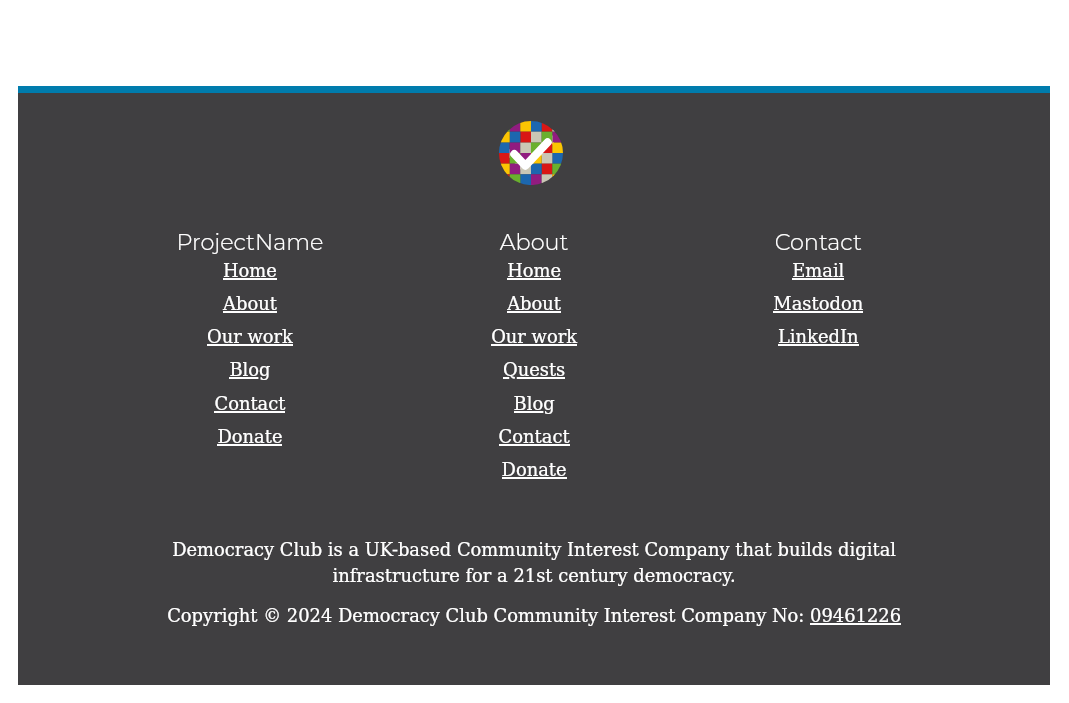 ProjectName
Home
About
Our work
Blog
Contact
Donate
About
Home
About
Our work
Quests
Blog
Contact
Donate
Contact
Email
Mastodon
LinkedIn
Democracy Club is a UK-based Community Interest Company that builds digital
infrastructure for a 21st century democracy.
Copyright © 2024 Democracy Club Community Interest Company No: 09461226